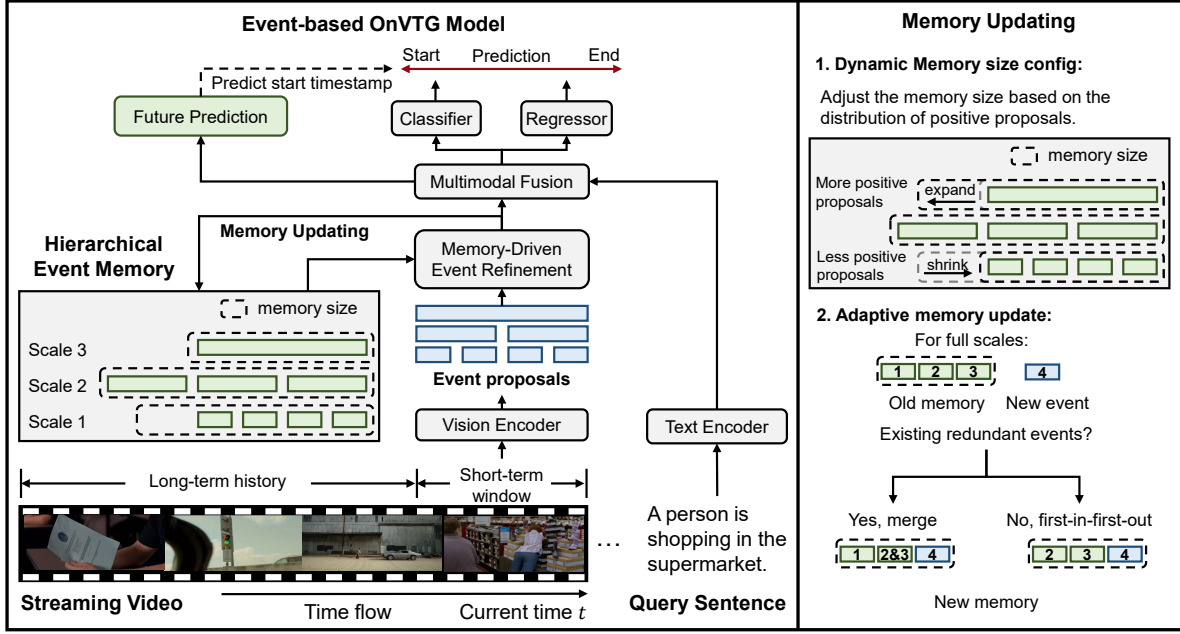 Event-based OnVTG Model
Start Prediction End
Predict start timestamp
Future Prediction
Classifier
Regressor
Multimodal Fusion
Memory Updating
Hierarchical
Event Memory
Memory-Driven
Event Refinement
memory size
Scale 3
Scale 2
Scale 1
Event proposals
Vision Encoder
Text Encoder
Long-term history
Short-term
window
...
A person is
shopping in the
supermarket.
Streaming Video
Time flow
Current time t
Query Sentence
Memory Updating
1. Dynamic Memory size config:
Adjust the memory size based on the
distribution of positive proposals.
memory size
More positive
proposals
expand
Less positive
proposals
shrink
2. Adaptive memory update:
For full scales:
1 2 3 4
Old memory New event
Existing redundant events?
Yes, merge No, first-in-first-out
1 2&3 4 2 3 4
New memory